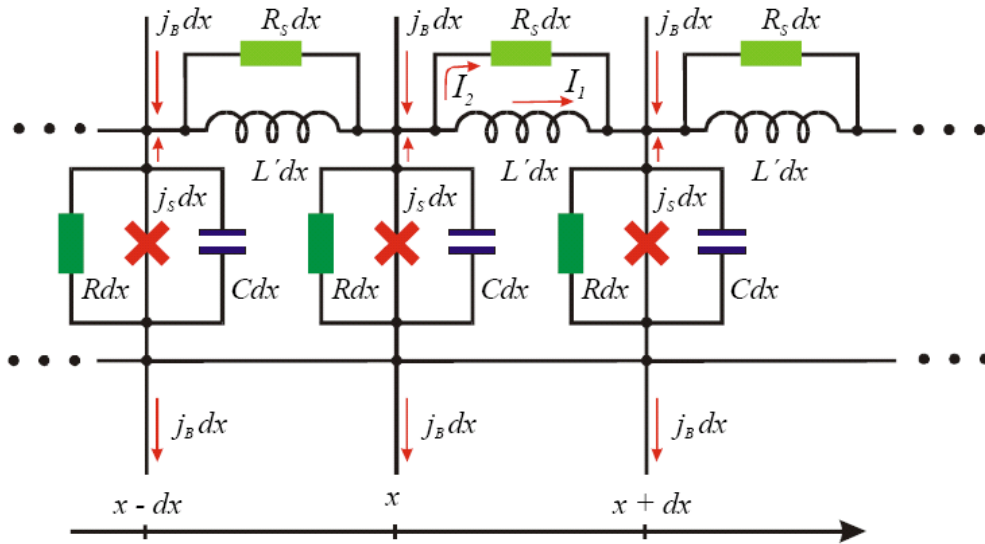 j_B dx R_S dx j_B dx R_S dx j_B dx R_S dx
I_2 I_1
L´dx L´dx L´dx
j_S dx j_S dx j_S dx
Rdx Cdx Rdx Cdx Rdx Cdx
j_B dx j_B dx j_B dx
x - dx x x + dx